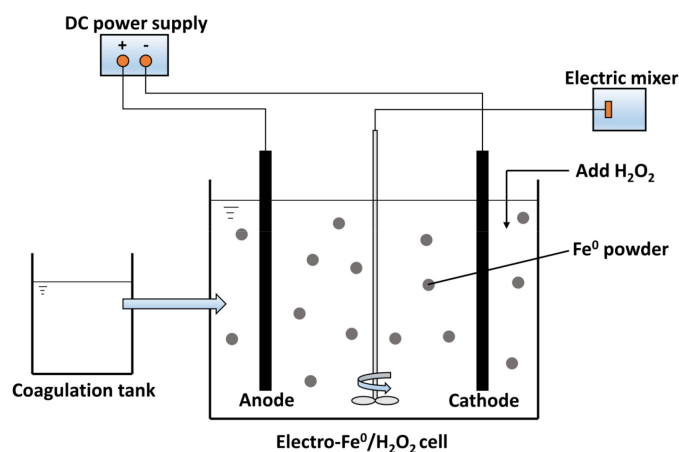 DC power supply
+ -
Electric mixer
Add H₂O₂
Fe⁰ powder
Coagulation tank
Anode
Cathode
Electro-Fe⁰/H₂O₂ cell